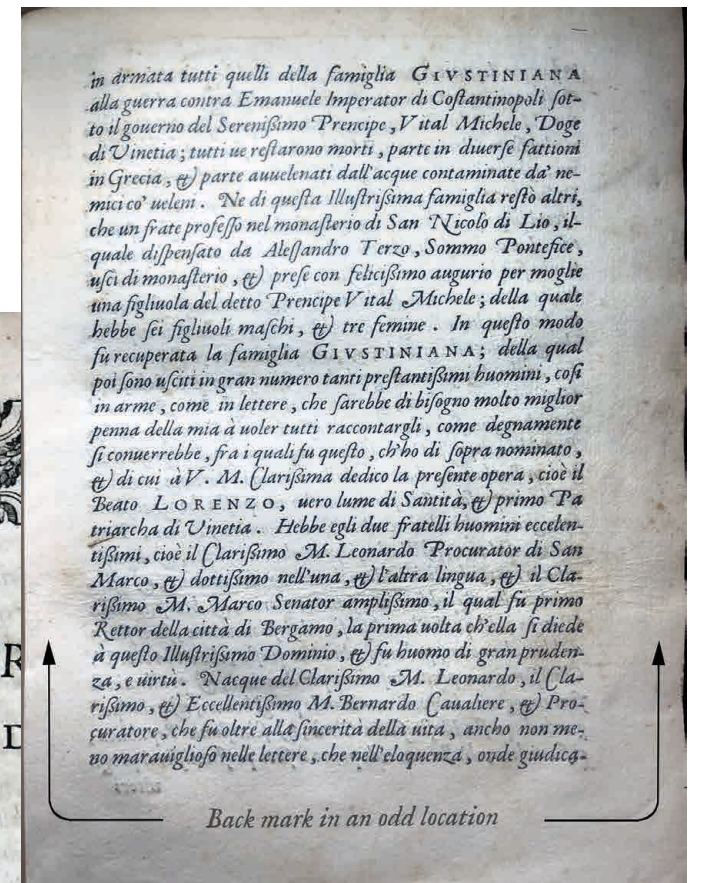 in armata tutti quelli della famiglia GIVSTINIANA
alla guerra contra Emanuele Imperator di Coſtantinopoli ſot-
to il gouerno del Sereniſſimo Prencipe, Vital Michele, Doge
di Vinetia; tutti ue reſtarono morti, parte in diuerſe fattioni
in Grecia, & parte auuelenati dall'acque contaminate da' ne-
mici co' ueleni. Ne di queſta Illuſtriſſima famiglia reſtò altri,
che un frate profeſſo nel monaſterio di San Nicolò di Lio, il-
quale diſpenſato da Aleſſandro Terzo, Sommo Pontefice,
uſcì di monaſterio, & preſe con feliciſſimo augurio per moglie
una figliuola del detto Prencipe Vital Michele; della quale
hebbe ſei figliuoli maſchi, & tre femine. In queſto modo
fu recuperata la famiglia GIVSTINIANA; della qual
poi ſono uſciti in gran numero tanti preſtantiſſimi huomini, coſi
in arme, come in lettere, che ſarebbe di biſogno molto miglior
penna della mia à uoler tutti raccontargli, come degnamente
ſi conuerrebbe, fra i quali fu queſto, ch'ho di ſopra nominato,
& di cui à V. M. Clariſſima dedico la preſente opera, cioè il
Beato LORENZO, uero lume di Santità, & primo Pa
triarcha di Vinetia. Hebbe egli due fratelli huomini eccelen-
tiſſimi, cioè il Clariſſimo M. Leonardo Procurator di San
Marco, & dottiſſimo nell'una, & l'altra lingua, & il Cla-
riſſimo M. Marco Senator ampliſſimo, il qual fu primo
Rettor della città di Bergamo, la prima uolta ch'ella ſi diede
à queſto Illuſtriſſimo Dominio, & fu huomo di gran pruden-
za, e uirtù. Nacque del Clariſſimo M. Leonardo, il Cla-
riſſimo, & Eccellentiſſimo M. Bernardo Caualiere, & Pro-
curatore, che fu oltre alla ſincerità della uita, ancho non me-
no marauiglioſo nelle lettere, che nell'eloquenza, onde giudica-
R
D
Back mark in an odd location